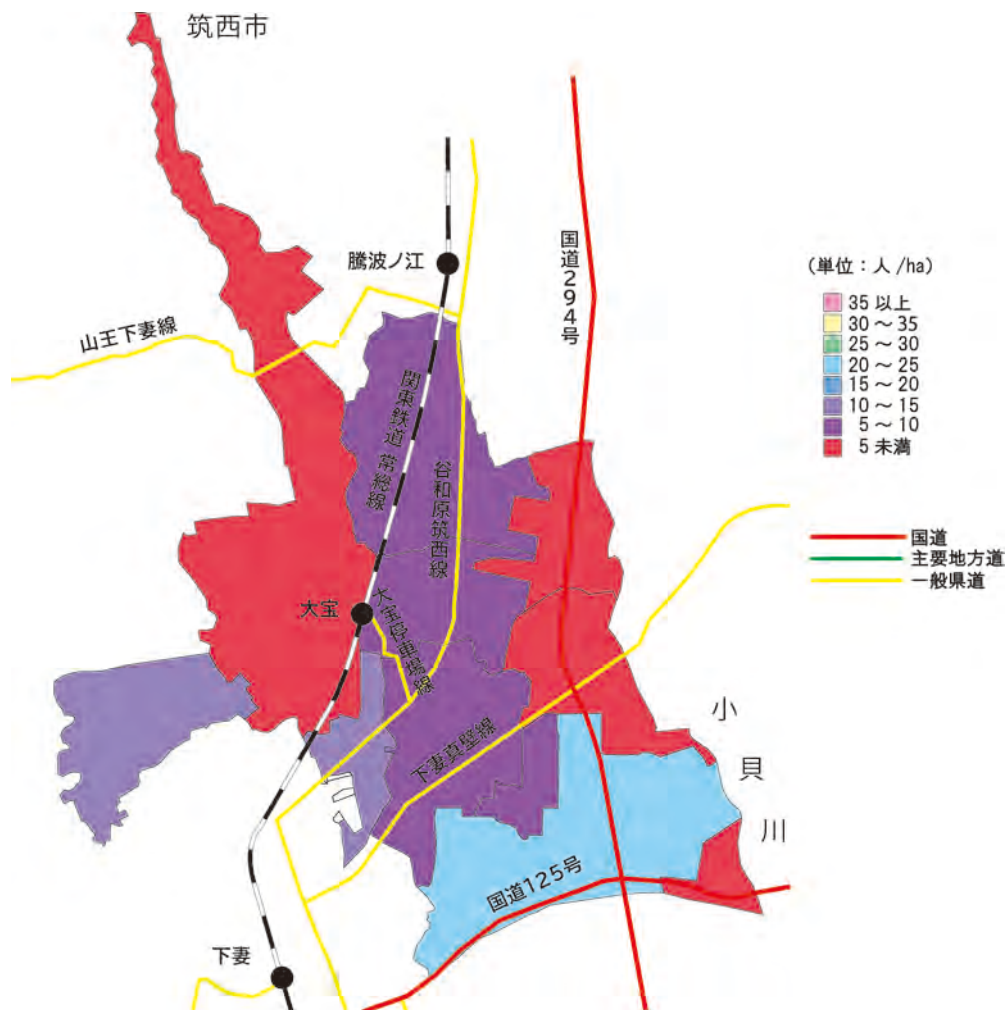 筑西市
騰波ノ江
国道294号
山王下妻線
関東鉄道 常総線
谷和原筑西線
大宝
大宝停車場線
下妻真壁線
小貝川
国道125号
下妻
(単位：人/ha)
35 以上
30 ～ 35
25 ～ 30
20 ～ 25
15 ～ 20
10 ～ 15
5 ～ 10
5 未満
国道
主要地方道
一般県道